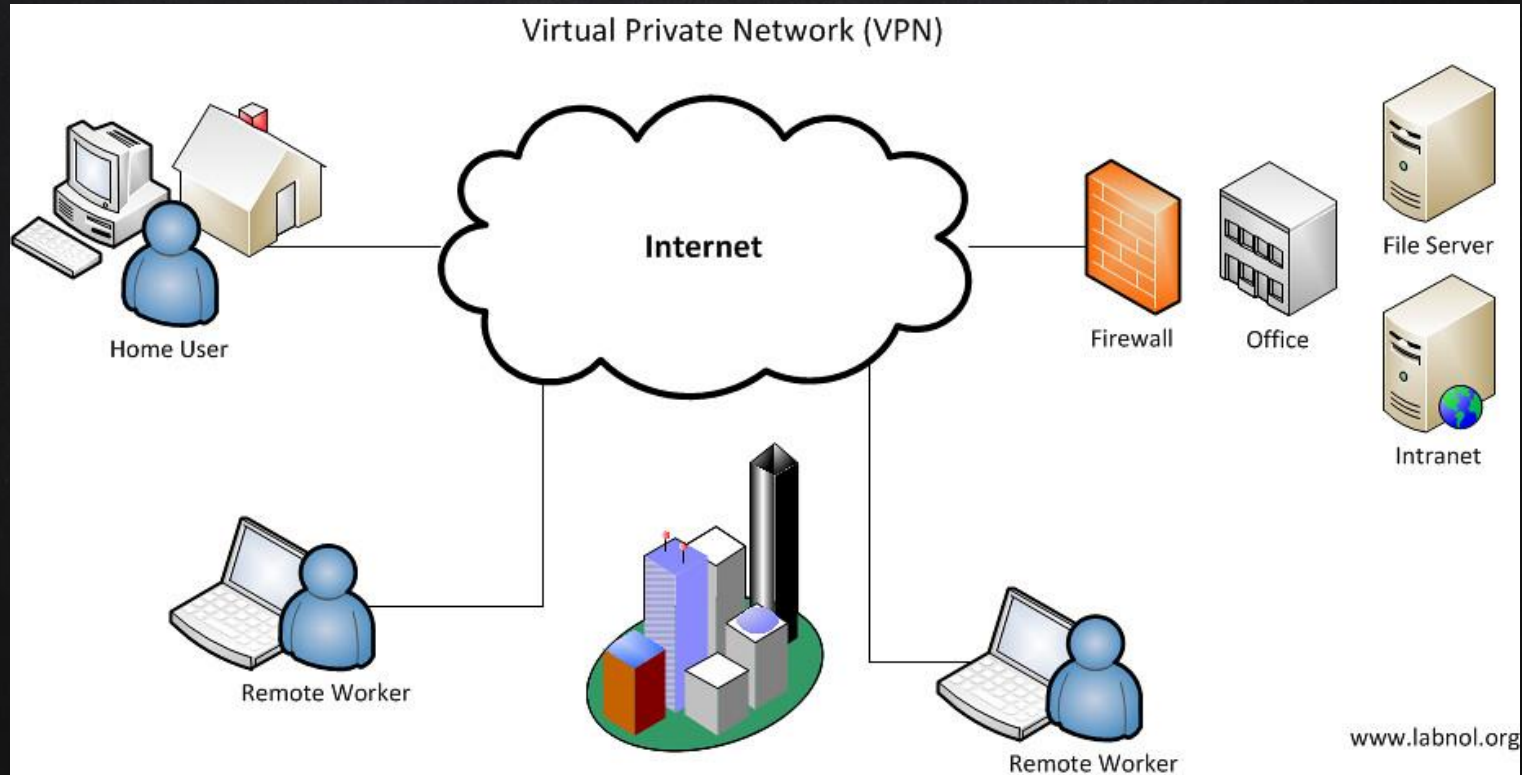 Virtual Private Network (VPN)
Internet
File Server
Firewall
Office
Home User
Intranet
Remote Worker
www.labnol.org
Remote Worker